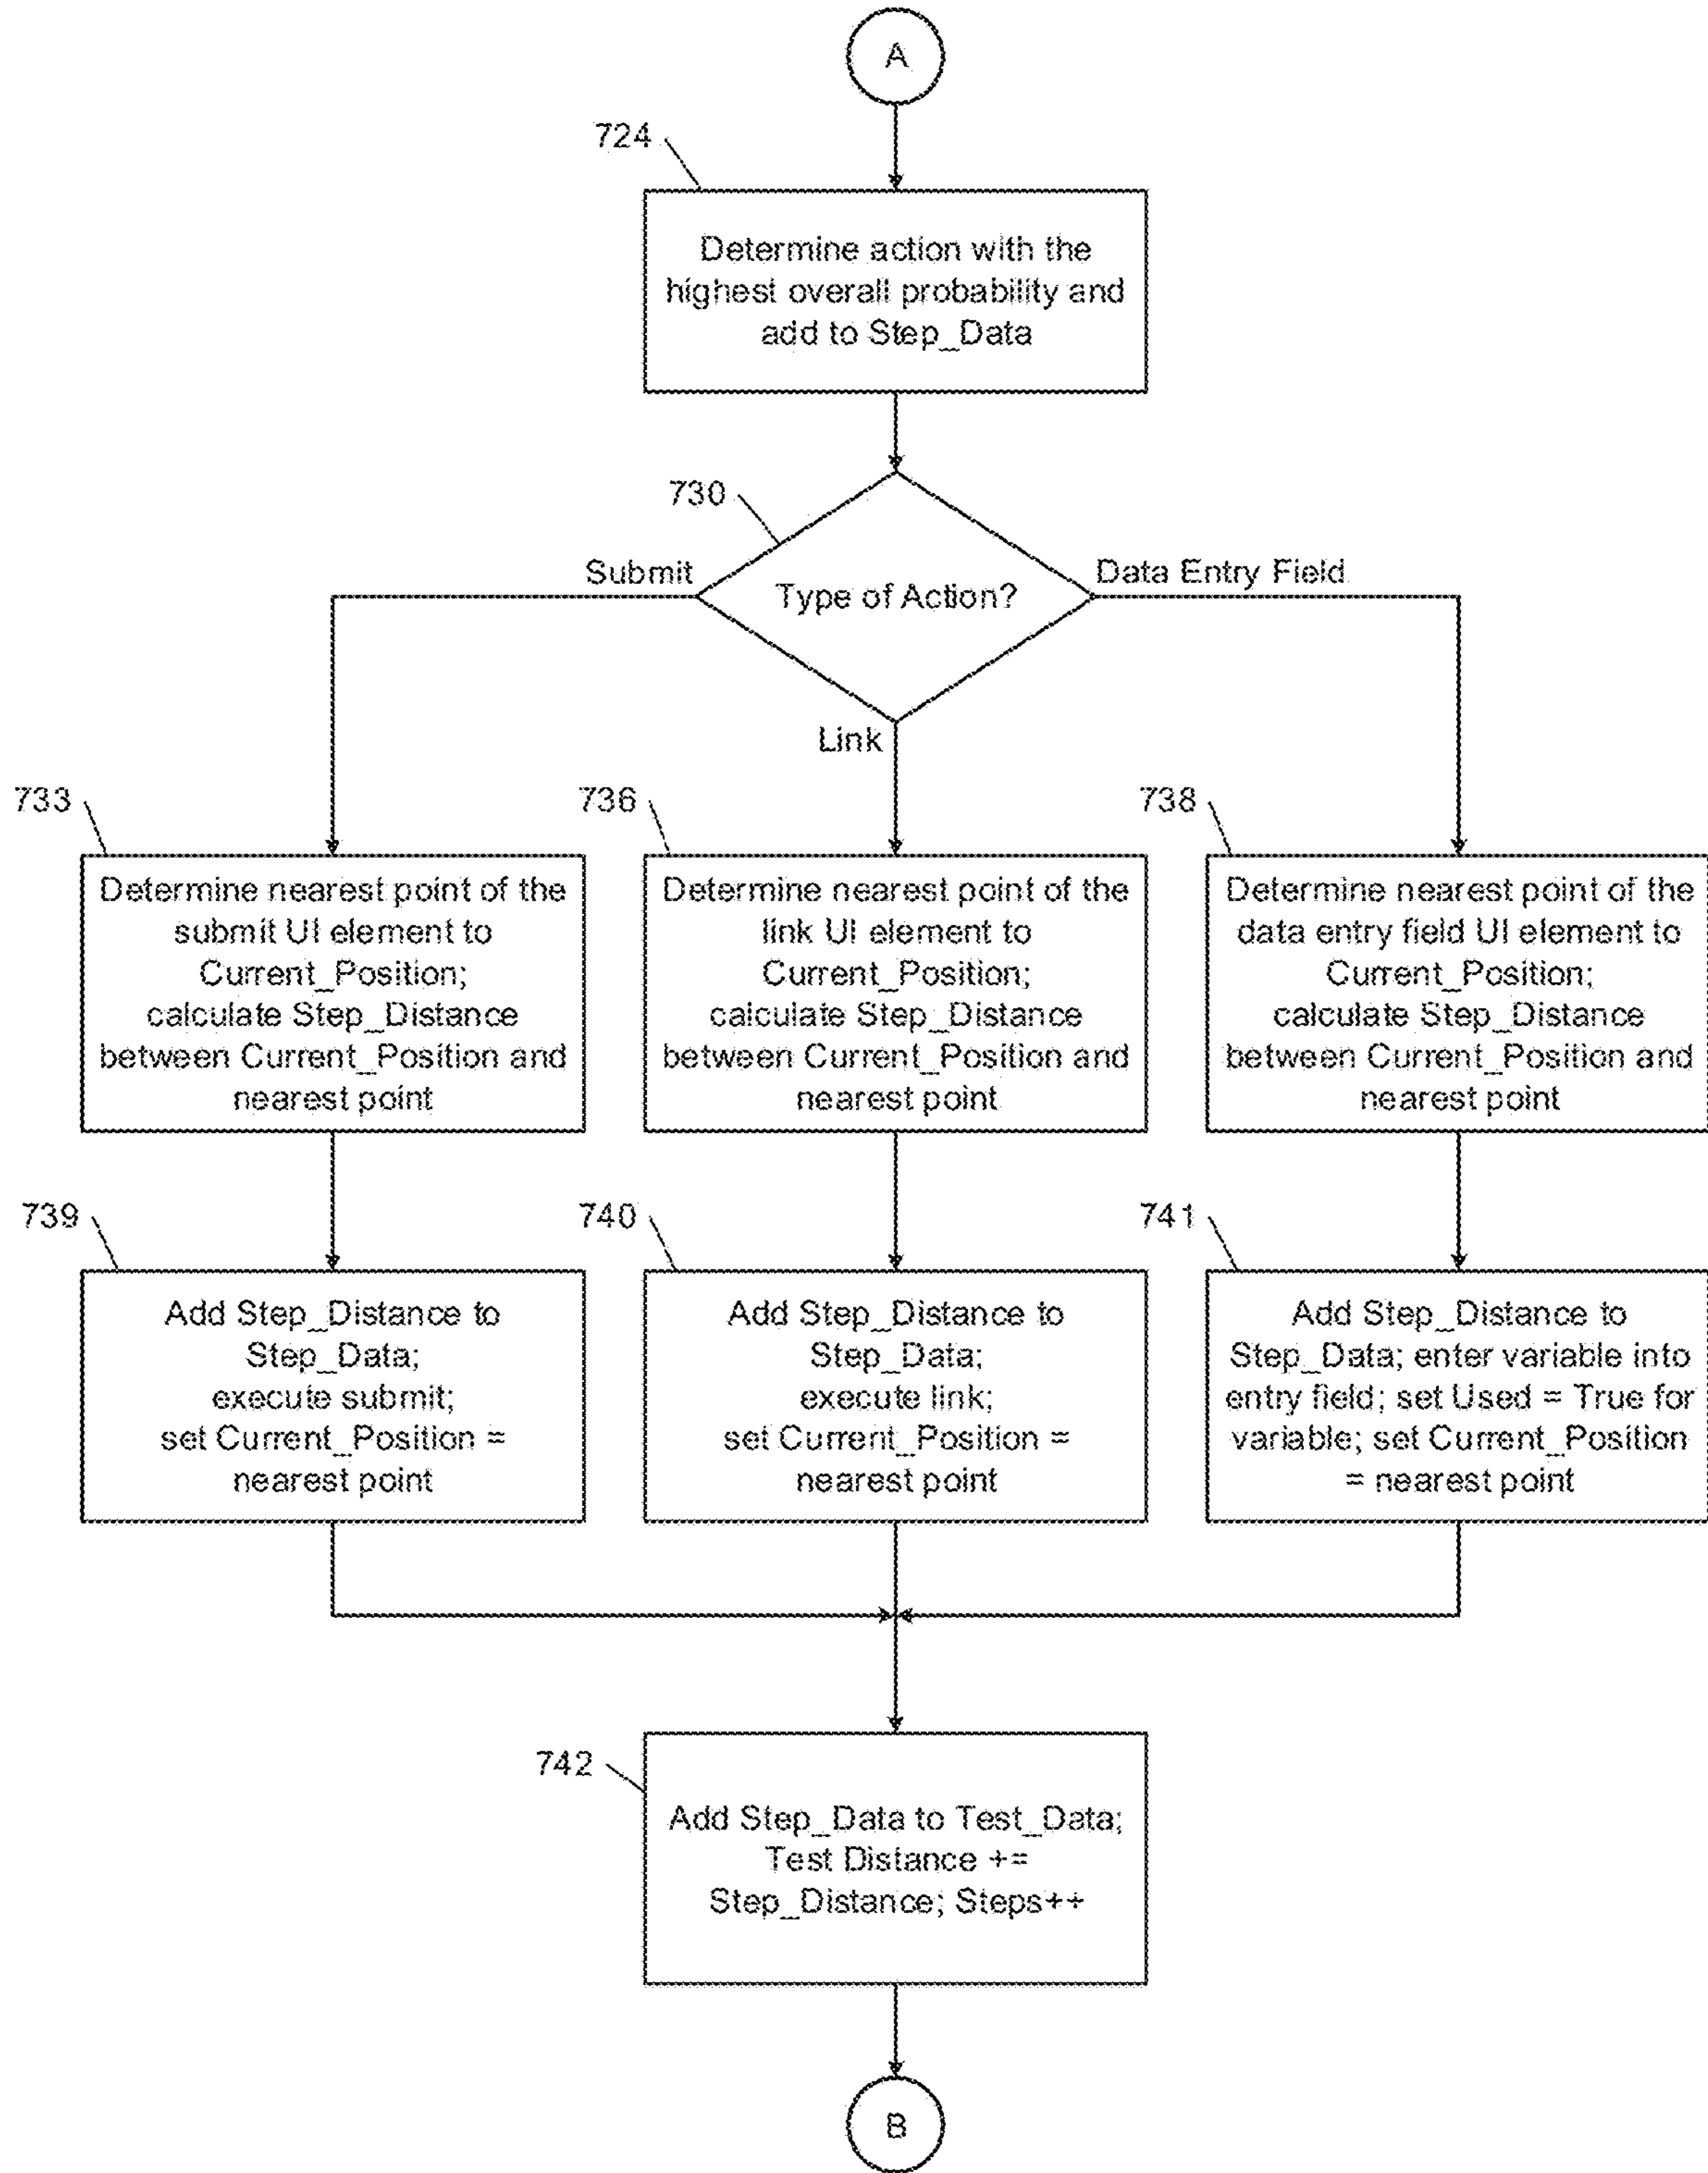 A
724
Determine action with the
highest overall probability and
add to Step_Data
730
Submit
Type of Action?
Data Entry Field
Link
733
Determine nearest point of the
submit UI element to
Current_Position;
calculate Step_Distance
between Current_Position and
nearest point
736
Determine nearest point of the
link UI element to
Current_Position;
calculate Step_Distance
between Current_Position and
nearest point
738
Determine nearest point of the
data entry field UI element to
Current_Position;
calculate Step_Distance
between Current_Position and
nearest point
739
Add Step_Distance to
Step_Data;
execute submit;
set Current_Position =
nearest point
740
Add Step_Distance to
Step_Data;
execute link;
set Current_Position =
nearest point
741
Add Step_Distance to
Step_Data; enter variable into
entry field; set Used = True for
variable; set Current_Position
= nearest point
742
Add Step_Data to Test_Data;
Test Distance +=
Step_Distance; Steps++
B